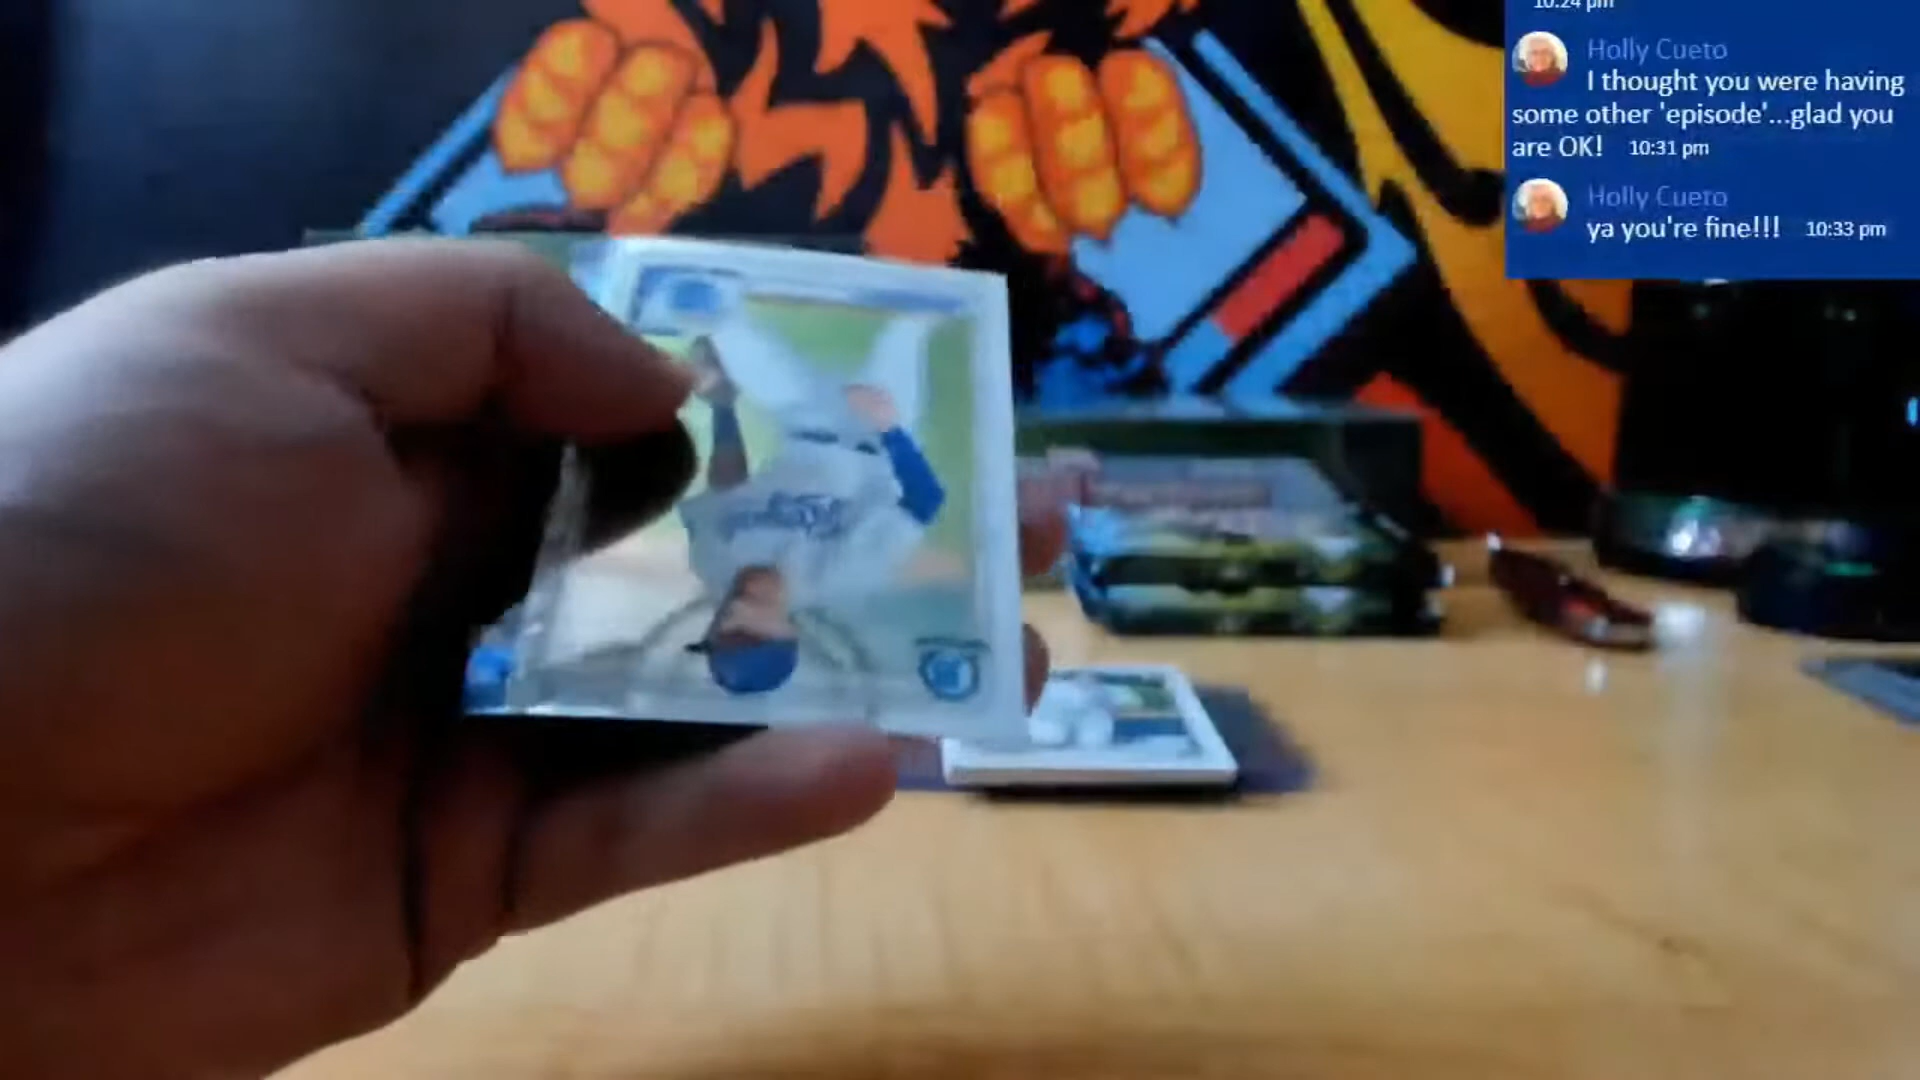 10:24 pm
Holly Cueto
I thought you were having
some other 'episode'...glad you
are OK! 10:31 pm
Holly Cueto
ya you're fine!!! 10:33 pm